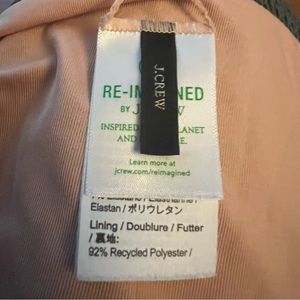 J.CREW
RE-IMAGINED
BY J.
INSPIRED PLANET
AND
Learn more at
jcrew.com/reimagined
Elastan / ポリウレタン
Lining / Doublure / Futter
/ 裏地:
92% Recycled Polyester /